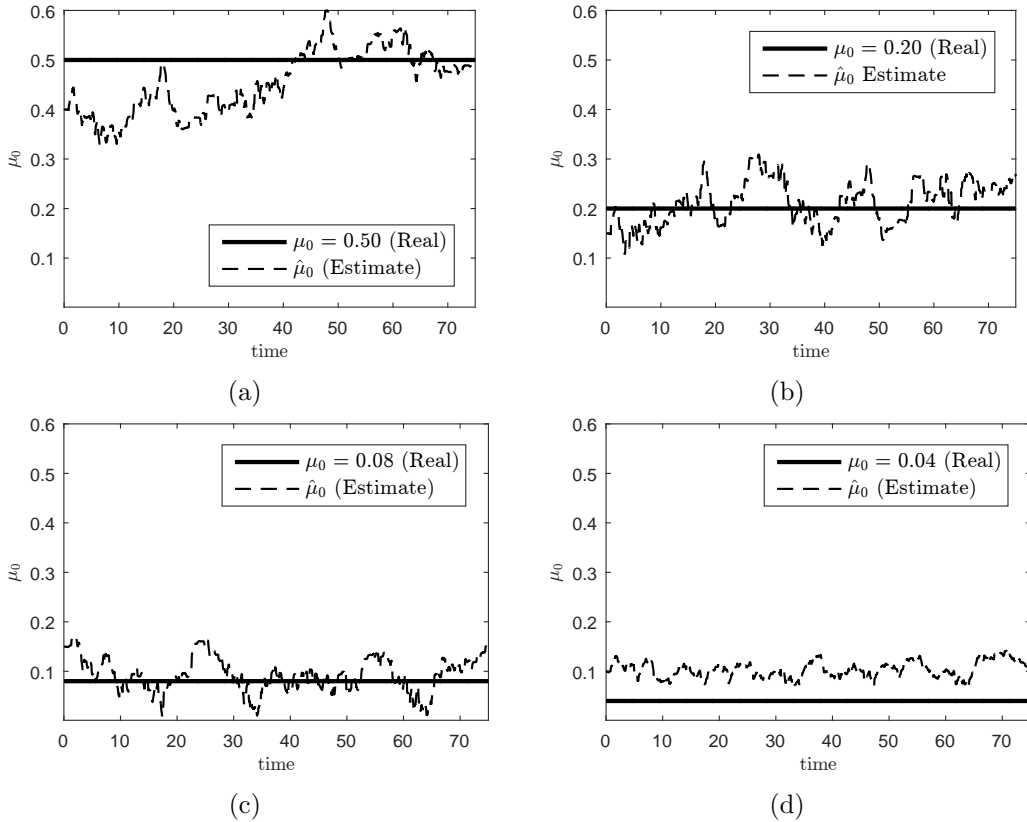 0.6
0.5
0.4
0.3
0.2
0.1
μ₀
μ₀ = 0.50 (Real)
μ̂₀ (Estimate)
0 10 20 30 40 50 60 70
time
(a)
0.6
0.5
0.4
0.3
0.2
0.1
μ₀
μ₀ = 0.20 (Real)
μ̂₀ Estimate
0 10 20 30 40 50 60 70
time
(b)
0.6
0.5
0.4
0.3
0.2
0.1
μ₀
μ₀ = 0.08 (Real)
μ̂₀ (Estimate)
0 10 20 30 40 50 60 70
time
(c)
0.6
0.5
0.4
0.3
0.2
0.1
μ₀
μ₀ = 0.04 (Real)
μ̂₀ (Estimate)
0 10 20 30 40 50 60 70
time
(d)